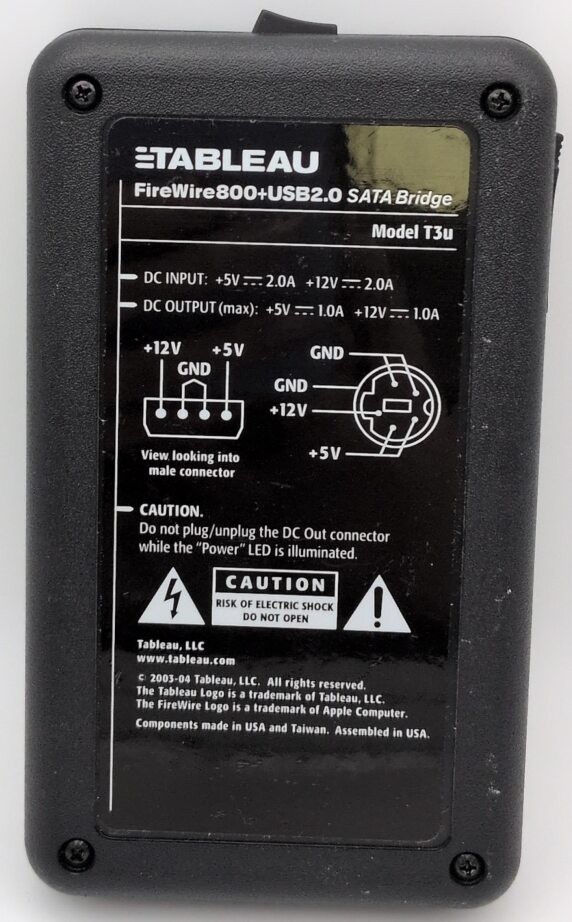 TABLEAU
FireWire800+USB2.0 SATA Bridge
Model T3u
DC INPUT: +5V ⎓ 2.0A +12V ⎓ 2.0A
DC OUTPUT (max): +5V ⎓ 1.0A +12V ⎓ 1.0A
+12V +5V
GND
View looking into
male connector
GND
GND
+12V
+5V
CAUTION.
Do not plug/unplug the DC Out connector
while the “Power” LED is illuminated.
CAUTION
RISK OF ELECTRIC SHOCK
DO NOT OPEN
!
Tableau, LLC
www.tableau.com
© 2003-04 Tableau, LLC. All rights reserved.
The Tableau Logo is a trademark of Tableau, LLC.
The FireWire Logo is a trademark of Apple Computer.
Components made in USA and Taiwan. Assembled in USA.